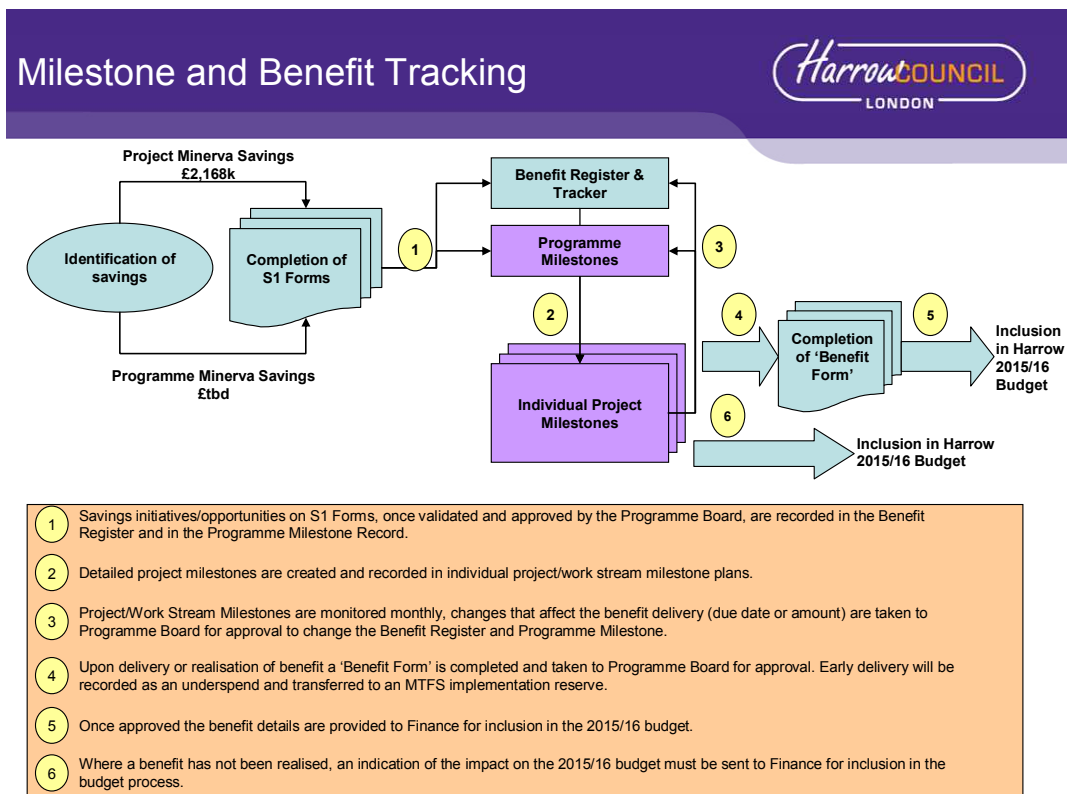 Milestone and Benefit Tracking
HarrowCOUNCIL
LONDON
Project Minerva Savings
£2,168k
Identification of
savings
Completion of
S1 Forms
Programme Minerva Savings
£tbd
1
Benefit Register &
Tracker
Programme
Milestones
2
3
Individual Project
Milestones
4
Completion
of ‘Benefit
Form’
5
Inclusion
in Harrow
2015/16
Budget
6
Inclusion in Harrow
2015/16 Budget
1 Savings initiatives/opportunities on S1 Forms, once validated and approved by the Programme Board, are recorded in the Benefit
Register and in the Programme Milestone Record.
2 Detailed project milestones are created and recorded in individual project/work stream milestone plans.
3 Project/Work Stream Milestones are monitored monthly, changes that affect the benefit delivery (due date or amount) are taken to
Programme Board for approval to change the Benefit Register and Programme Milestone.
4 Upon delivery or realisation of benefit a ‘Benefit Form’ is completed and taken to Programme Board for approval. Early delivery will be
recorded as an underspend and transferred to an MTFS implementation reserve.
5 Once approved the benefit details are provided to Finance for inclusion in the 2015/16 budget.
6 Where a benefit has not been realised, an indication of the impact on the 2015/16 budget must be sent to Finance for inclusion in the
budget process.